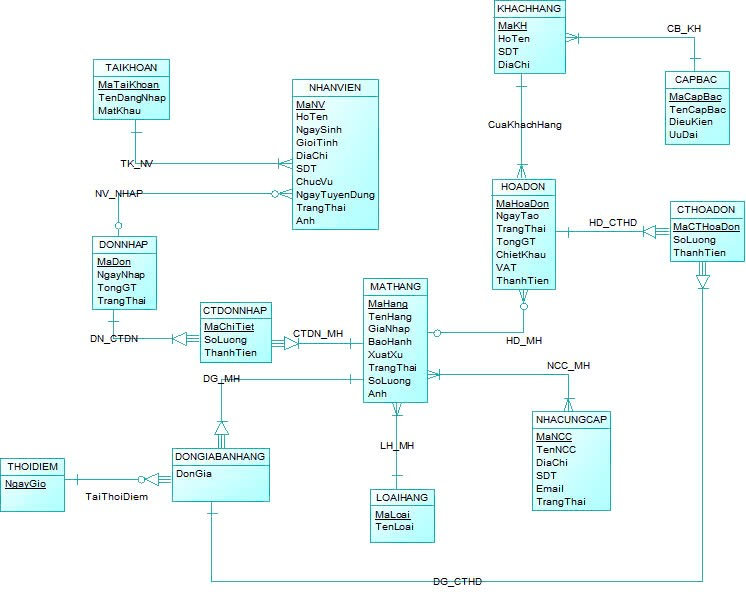 KHACHHANG
MaKH
HoTen
SDT
DiaChi
CB_KH
CAPBAC
MaCapBac
TenCapBac
DieuKien
UuDai
TAIKHOAN
MaTaiKhoan
TenDangNhap
MatKhau
NHANVIEN
MaNV
HoTen
NgaySinh
GioiTinh
DiaChi
SDT
ChucVu
NgayTuyenDung
TrangThai
Anh
TK_NV
NV_NHAP
CuaKhachHang
HOADON
MaHoaDon
NgayTao
TrangThai
TongGT
ChietKhau
VAT
ThanhTien
HD_CTHD
CTHOADON
MaCTHoaDon
SoLuong
ThanhTien
DONNHAP
MaDon
NgayNhap
TongGT
TrangThai
DN_CTDN
CTDONNHAP
MaChiTiet
SoLuong
ThanhTien
CTDN_MH
MATHANG
MaHang
TenHang
GiaNhap
BaoHanh
XuatXu
TrangThai
SoLuong
Anh
HD_MH
NCC_MH
DG_MH
LH_MH
NHACUNGCAP
MaNCC
TenNCC
DiaChi
SDT
Email
TrangThai
THOIDIEM
NgayGio
TaiThoiDiem
DONGIABANHANG
DonGia
LOAIHANG
MaLoai
TenLoai
DG_CTHD